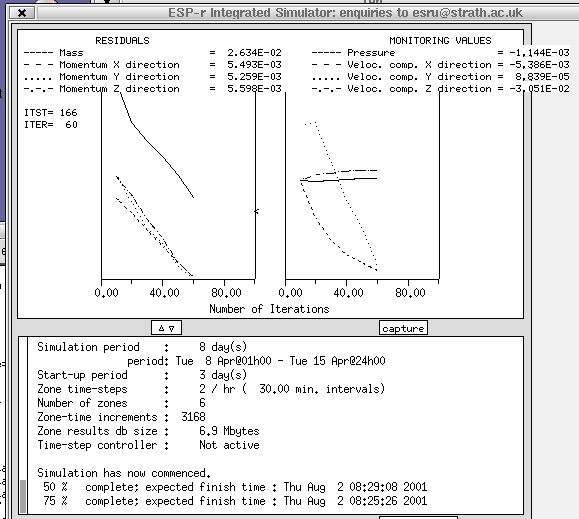 ESP-r Integrated Simulator: enquiries to esru@strath.ac.uk
RESIDUALS
Mass = 2.634E-02
Momentum X direction = 5.493E-03
Momentum Y direction = 5.259E-03
Momentum Z direction = 5.598E-03
ITST= 166
ITER= 60
MONITORING VALUES
Pressure = -1.144E-03
Veloc. comp. X direction = -5.386E-03
Veloc. comp. Y direction = 8.839E-05
Veloc. comp. Z direction = -3.051E-02
<
0.00 40.00 80.00 0.00 40.00 80.00
Number of Iterations
capture
Simulation period : 8 day(s)
period: Tue 8 Apr@01h00 - Tue 15 Apr@24h00
Start-up period : 3 day(s)
Zone time-steps : 2 / hr ( 30.00 min. intervals)
Number of zones : 6
Zone-time increments : 3168
Zone results db size : 6.9 Mbytes
Time-step controller : Not active
Simulation has now commenced.
50 % complete; expected finish time : Thu Aug 2 08:29:08 2001
75 % complete; expected finish time : Thu Aug 2 08:25:26 2001